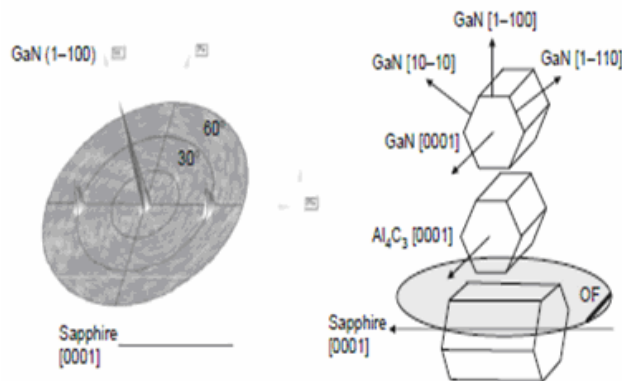 GaN (1–100)
60°
30°
Sapphire
[0001]
GaN [1–100]
GaN [10–10]
GaN [1–110]
GaN [0001]
Al₄C₃ [0001]
OF
Sapphire
[0001]